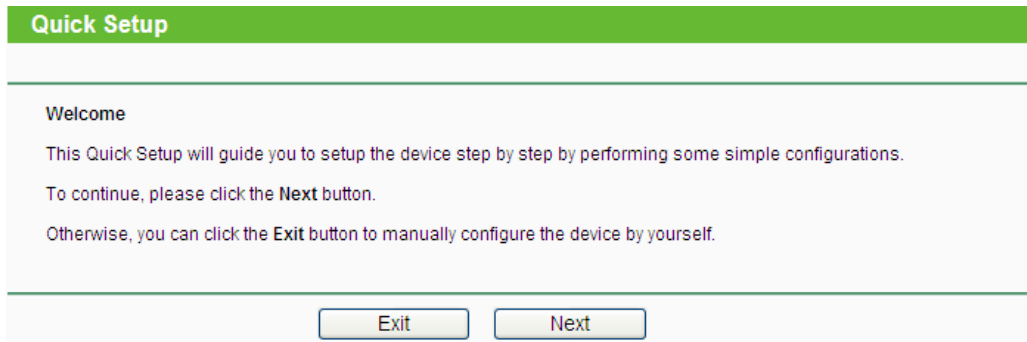 Quick Setup
Welcome
This Quick Setup will guide you to setup the device step by step by performing some simple configurations.
To continue, please click the Next button.
Otherwise, you can click the Exit button to manually configure the device by yourself.
Exit Next